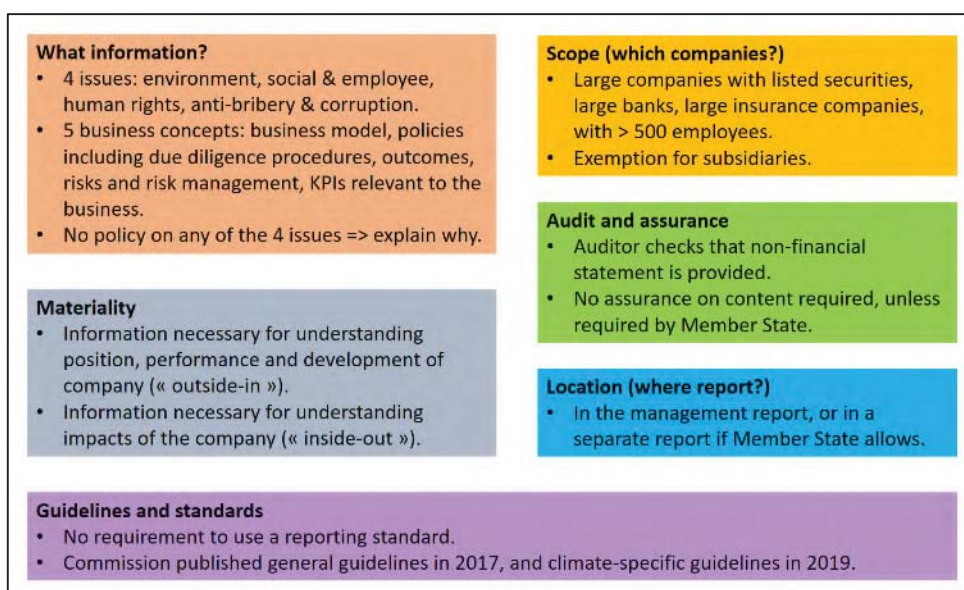 What information?
• 4 issues: environment, social & employee,
human rights, anti-bribery & corruption.
• 5 business concepts: business model, policies
including due diligence procedures, outcomes,
risks and risk management, KPIs relevant to the
business.
• No policy on any of the 4 issues => explain why.
Materiality
• Information necessary for understanding
position, performance and development of
company (« outside-in »).
• Information necessary for understanding
impacts of the company (« inside-out »).
Scope (which companies?)
• Large companies with listed securities,
large banks, large insurance companies,
with > 500 employees.
• Exemption for subsidiaries.
Audit and assurance
• Auditor checks that non-financial
statement is provided.
• No assurance on content required, unless
required by Member State.
Location (where report?)
• In the management report, or in a
separate report if Member State allows.
Guidelines and standards
• No requirement to use a reporting standard.
• Commission published general guidelines in 2017, and climate-specific guidelines in 2019.